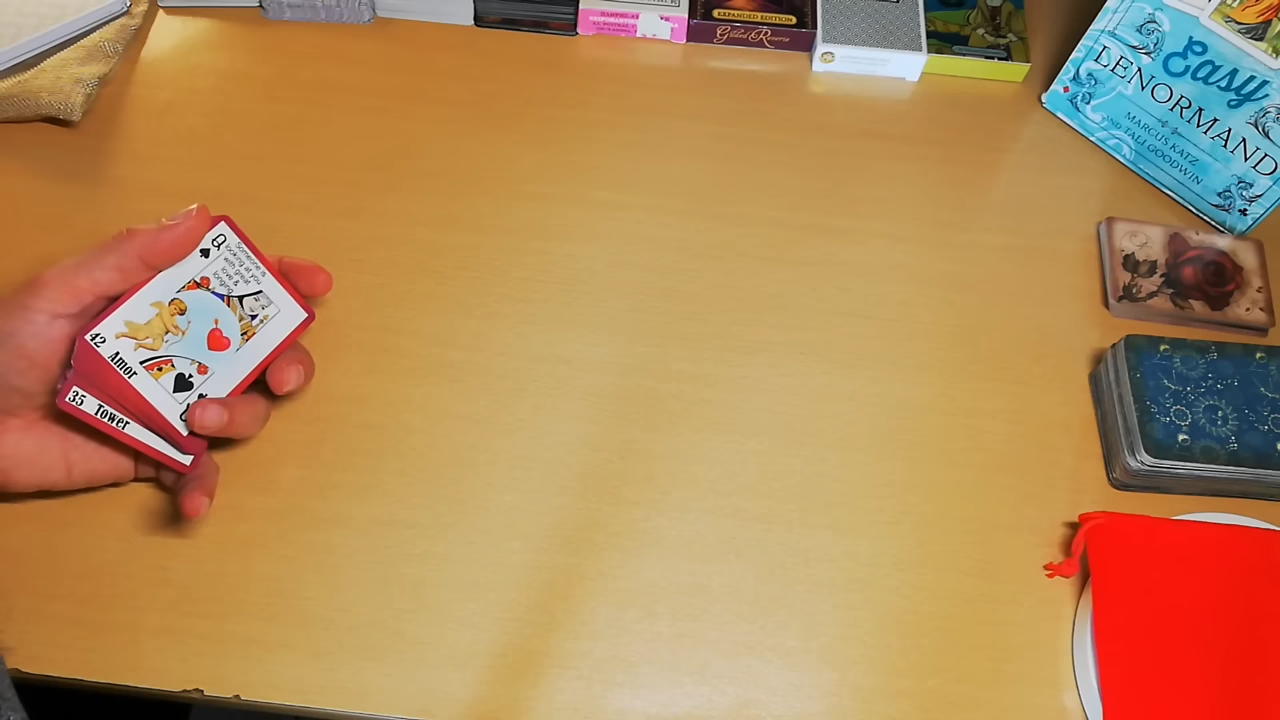 EXPANDED EDITION
Gilded Reverie
Easy
LENORMAND
MARCUS KATZ
AND TALI GOODWIN
Q
Someone is
looking at you
with great
love &
longing
42 Amor
35 Tower